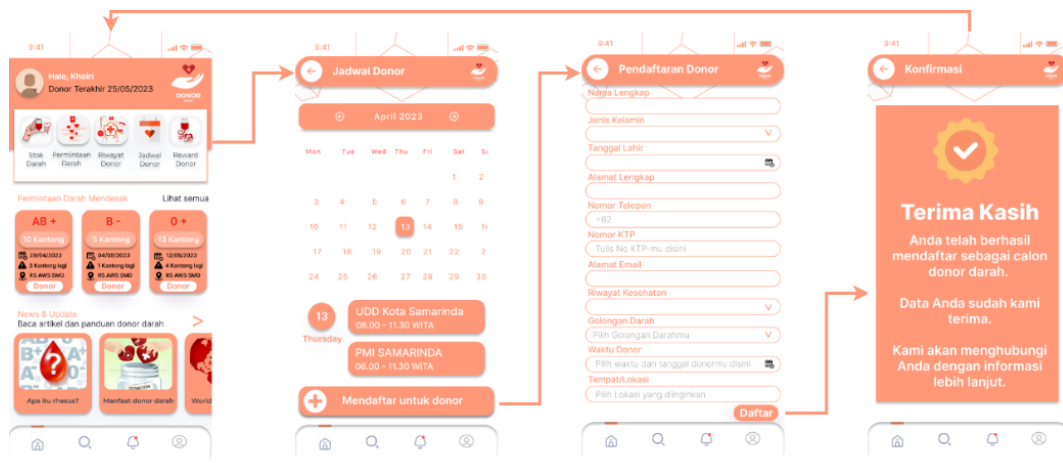 9:41
Halo, Khoiri
Donor Terakhir 25/05/2023
DONOR
Stok Darah
Permintaan Darah
Riwayat Donor
Jadwal Donor
Reward Donor
Permintaan Darah Mendesak
Lihat semua
AB +
10 Kantong
29/04/2023
3 Kantong lagi
RS AWS SMD
Donor
B -
5 Kantong
04/05/2023
1 Kantong lagi
RS AWS SMD
Donor
O +
13 Kantong
12/05/2023
4 Kantong lagi
RS AWS SMD
Donor
News & Update
Baca artikel dan panduan donor darah
>
Apa itu rhesus?
Manfaat donor darah
World
9:41
Jadwal Donor
April 2023
Mon Tue Wed Thu Fri Sat Su
1 2
3 4 5 6 7 8 9
10 11 12 13 14 15 16
17 18 19 20 21 22 2
24 25 26 27 28 29 30
13
Thursday
UDD Kota Samarinda
08.00 - 11.30 WITA
PMI SAMARINDA
08.00 - 11.30 WITA
Mendaftar untuk donor
9:41
Pendaftaran Donor
Nama Lengkap
Jenis Kelamin
Tanggal Lahir
Alamat Lengkap
Nomor Telepon
+62
Nomor KTP
Tulis No KTP-mu disini
Alamat Email
Riwayat Kesehatan
Golongan Darah
Pilih Golongan Darahmu
Waktu Donor
Pilih waktu dan tanggal donormu disini
Tempat/Lokasi
Pilih Lokasi yang diinginkan
Daftar
9:41
Konfirmasi
Terima Kasih
Anda telah berhasil
mendaftar sebagai calon
donor darah.
Data Anda sudah kami
terima.
Kami akan menghubungi
Anda dengan informasi
lebih lanjut.